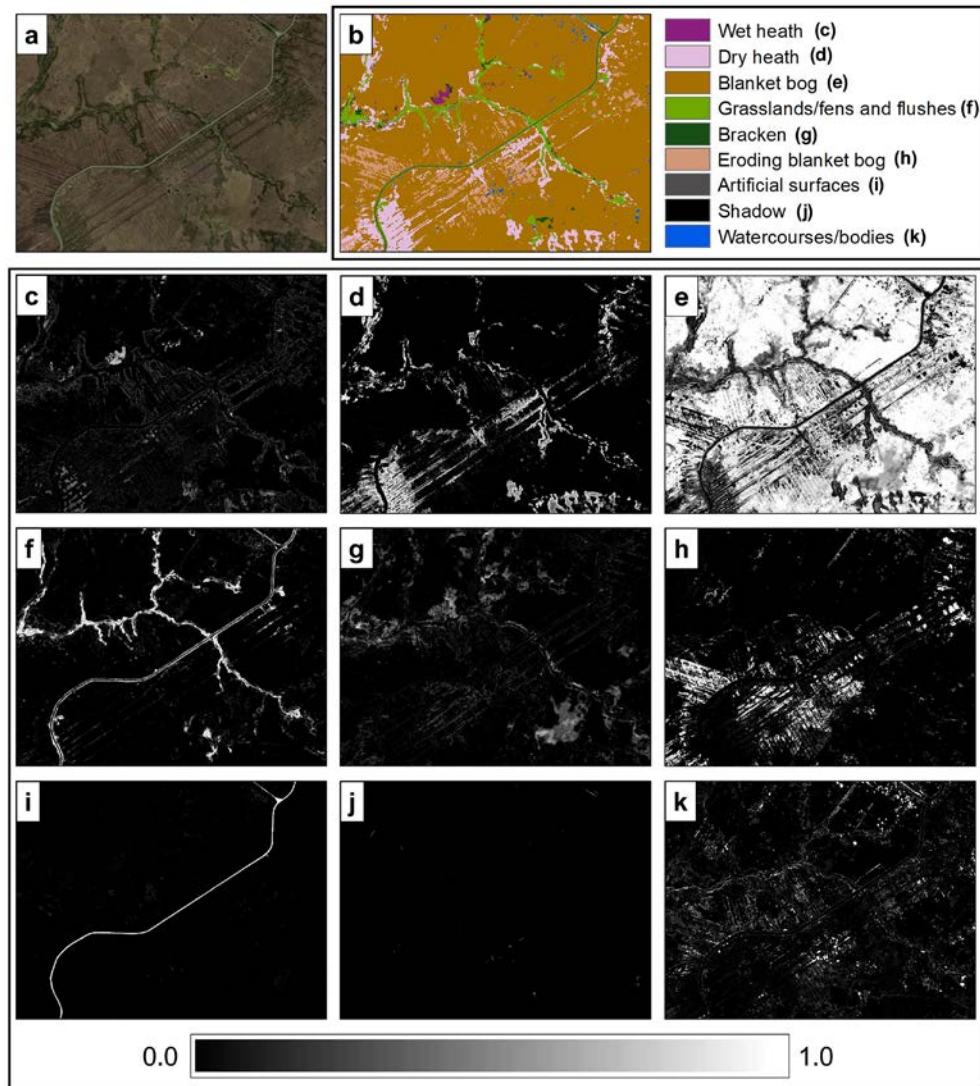 a
b
Wet heath (c)
Dry heath (d)
Blanket bog (e)
Grasslands/fens and flushes (f)
Bracken (g)
Eroding blanket bog (h)
Artificial surfaces (i)
Shadow (j)
Watercourses/bodies (k)
c
d
e
f
g
h
i
j
k
0.0
1.0